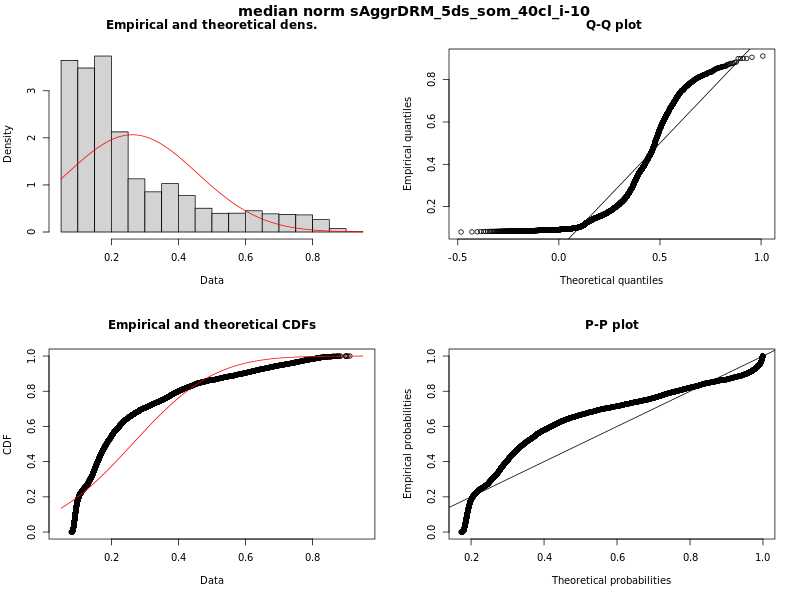 median norm sAggrDRM_5ds_som_40cl_i-10
Empirical and theoretical dens.
Density
0
1
2
3
0.2
0.4
0.6
0.8
Data
Q-Q plot
Empirical quantiles
0.2
0.4
0.6
0.8
-0.5
0.0
0.5
1.0
Theoretical quantiles
Empirical and theoretical CDFs
CDF
0.0
0.2
0.4
0.6
0.8
1.0
0.2
0.4
0.6
0.8
Data
P-P plot
Empirical probabilities
0.0
0.2
0.4
0.6
0.8
1.0
0.2
0.4
0.6
0.8
1.0
Theoretical probabilities